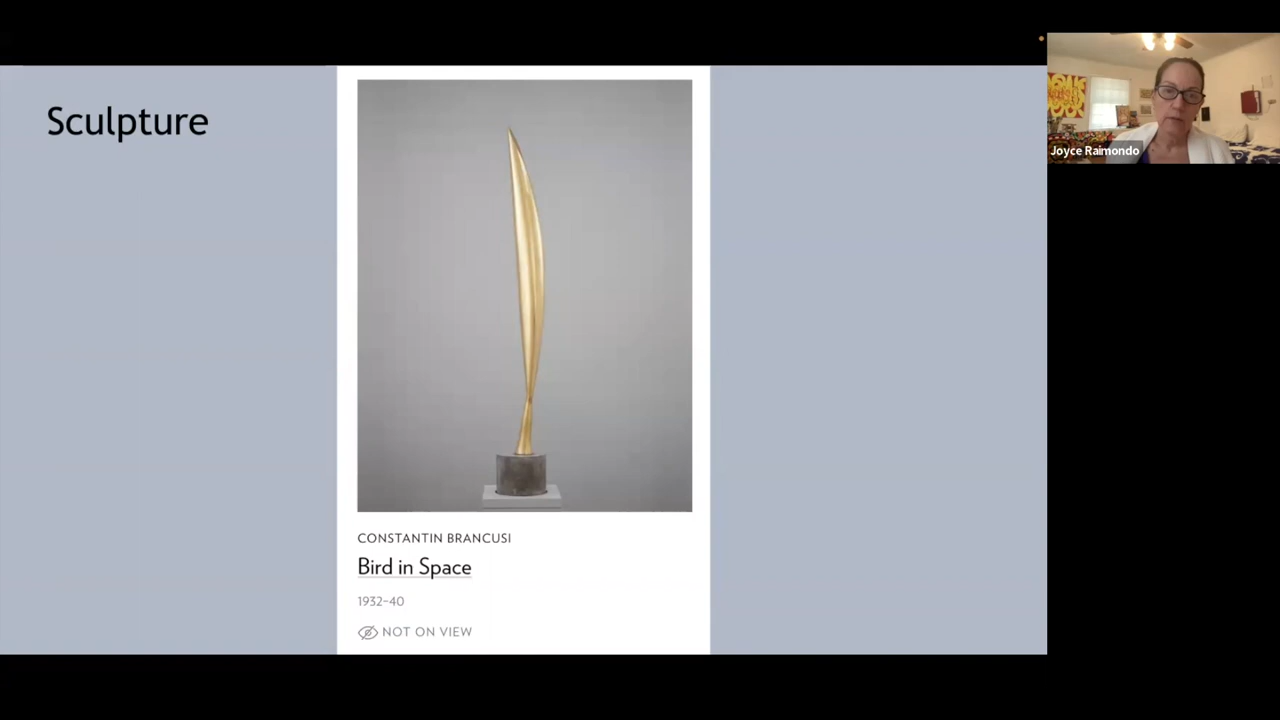 Sculpture
CONSTANTIN BRANCUSI
Bird in Space
1932–40
NOT ON VIEW
Joyce Raimondo